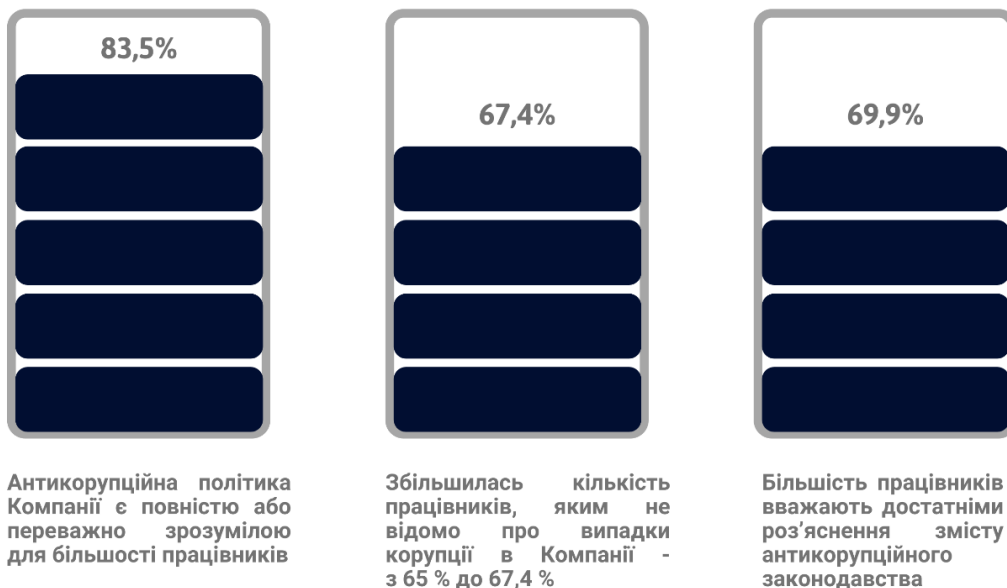 83,5%
67,4%
69,9%
Антикорупційна політика
Компанії є повністю або
переважно зрозумілою
для більшості працівників
Збільшилась кількість
працівників, яким не
відомо про випадки
корупції в Компанії -
з 65 % до 67,4 %
Більшість працівників
вважають достатніми
роз’яснення змісту
антикорупційного
законодавства